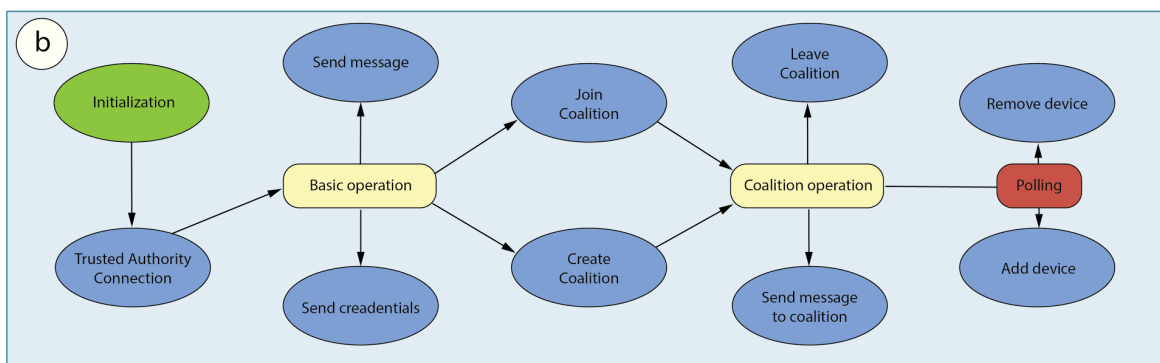 b
Initialization
Trusted Authority
Connection
Send message
Basic operation
Send creadentials
Join
Coalition
Create
Coalition
Leave
Coalition
Coalition operation
Send message
to coalition
Remove device
Polling
Add device